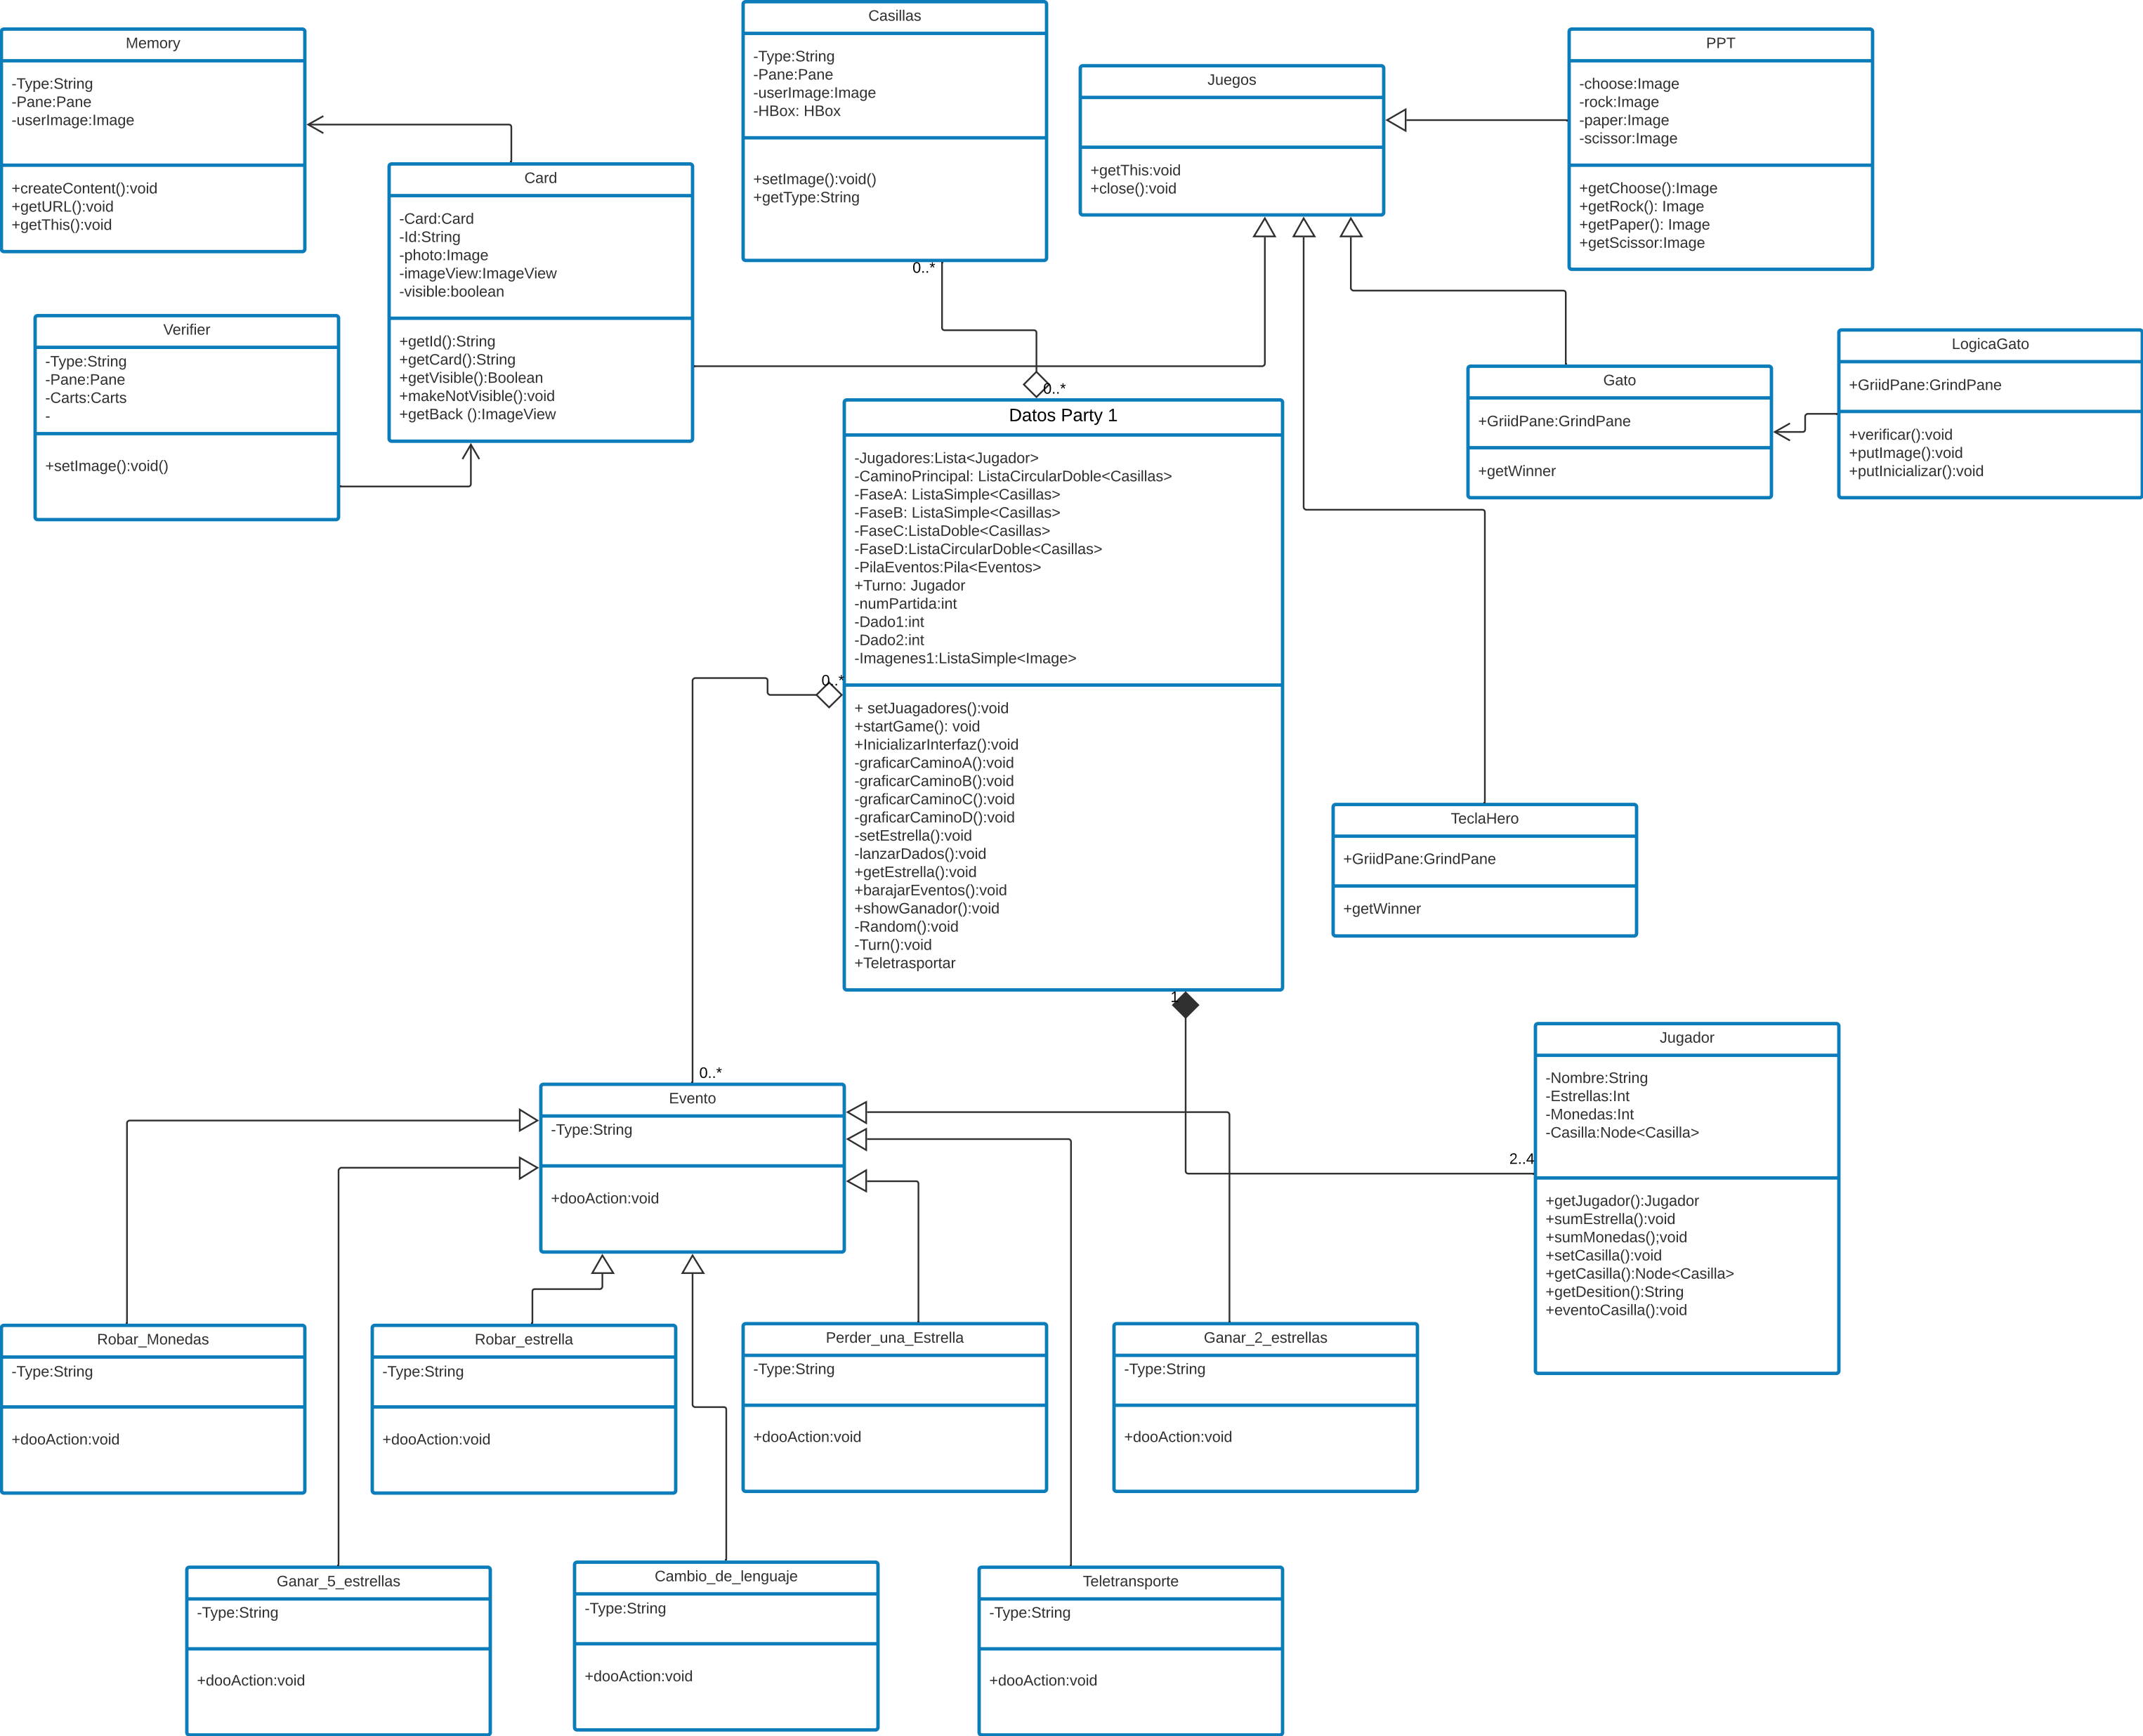 Memory
-Type:String
-Pane:Pane
-userImage:Image
+createContent():void
+getURL():void
+getThis():void
Card
-Card:Card
-Id:String
-photo:Image
-imageView:ImageView
-visible:boolean
+getId():String
+getCard():String
+getVisible():Boolean
+makeNotVisible():void
+getBack ():ImageView
Verifier
-Type:String
-Pane:Pane
-Carts:Carts
-
+setImage():void()
Casillas
-Type:String
-Pane:Pane
-userImage:Image
-HBox: HBox
+setImage():void()
+getType:String
0..*
0..*
Juegos
+getThis:void
+close():void
PPT
-choose:Image
-rock:Image
-paper:Image
-scissor:Image
+getChoose():Image
+getRock(): Image
+getPaper(): Image
+getScissor:Image
Gato
+GriidPane:GrindPane
+getWinner
LogicaGato
+GriidPane:GrindPane
+verificar():void
+putImage():void
+putInicializar():void
Datos Party 1
-Jugadores:Lista<Jugador>
-CaminoPrincipal: ListaCircularDoble<Casillas>
-FaseA: ListaSimple<Casillas>
-FaseB: ListaSimple<Casillas>
-FaseC:ListaDoble<Casillas>
-FaseD:ListaCircularDoble<Casillas>
-PilaEventos:Pila<Eventos>
+Turno: Jugador
-numPartida:int
-Dado1:int
-Dado2:int
-Imagenes1:ListaSimple<Image>
0..*
+ setJuagadores():void
+startGame(): void
+InicializarInterfaz():void
-graficarCaminoA():void
-graficarCaminoB():void
-graficarCaminoC():void
-graficarCaminoD():void
-setEstrella():void
-lanzarDados():void
+getEstrella():void
+barajarEventos():void
+showGanador():void
-Random():void
-Turn():void
+Teletrasportar
1
TeclaHero
+GriidPane:GrindPane
+getWinner
Jugador
-Nombre:String
-Estrellas:Int
-Monedas:Int
-Casilla:Node<Casilla>
2..4
+getJugador():Jugador
+sumEstrella():void
+sumMonedas();void
+setCasilla():void
+getCasilla():Node<Casilla>
+getDesition():String
+eventoCasilla():void
0..*
Evento
-Type:String
+dooAction:void
Robar_Monedas
-Type:String
+dooAction:void
Robar_estrella
-Type:String
+dooAction:void
Perder_una_Estrella
-Type:String
+dooAction:void
Ganar_2_estrellas
-Type:String
+dooAction:void
Ganar_5_estrellas
-Type:String
+dooAction:void
Cambio_de_lenguaje
-Type:String
+dooAction:void
Teletransporte
-Type:String
+dooAction:void